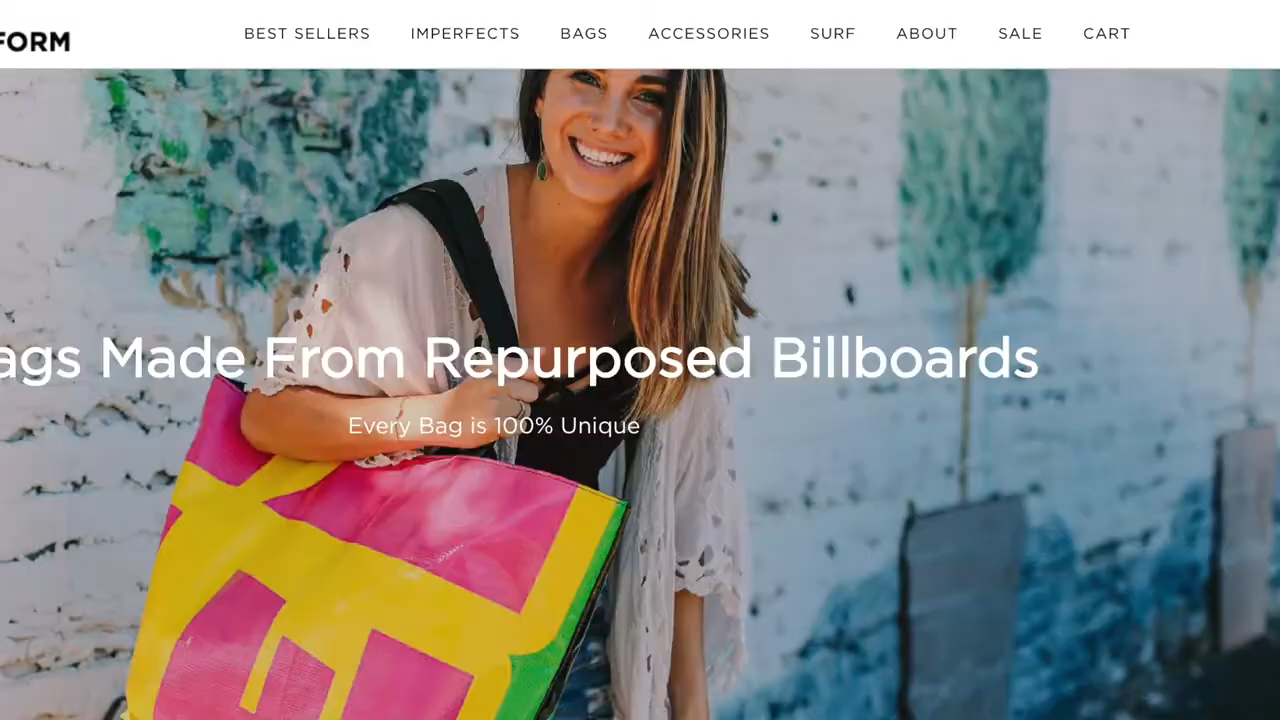 FORM
BEST SELLERS IMPERFECTS BAGS ACCESSORIES SURF ABOUT SALE CART
ags Made From Repurposed Billboards
Every Bag is 100% Unique